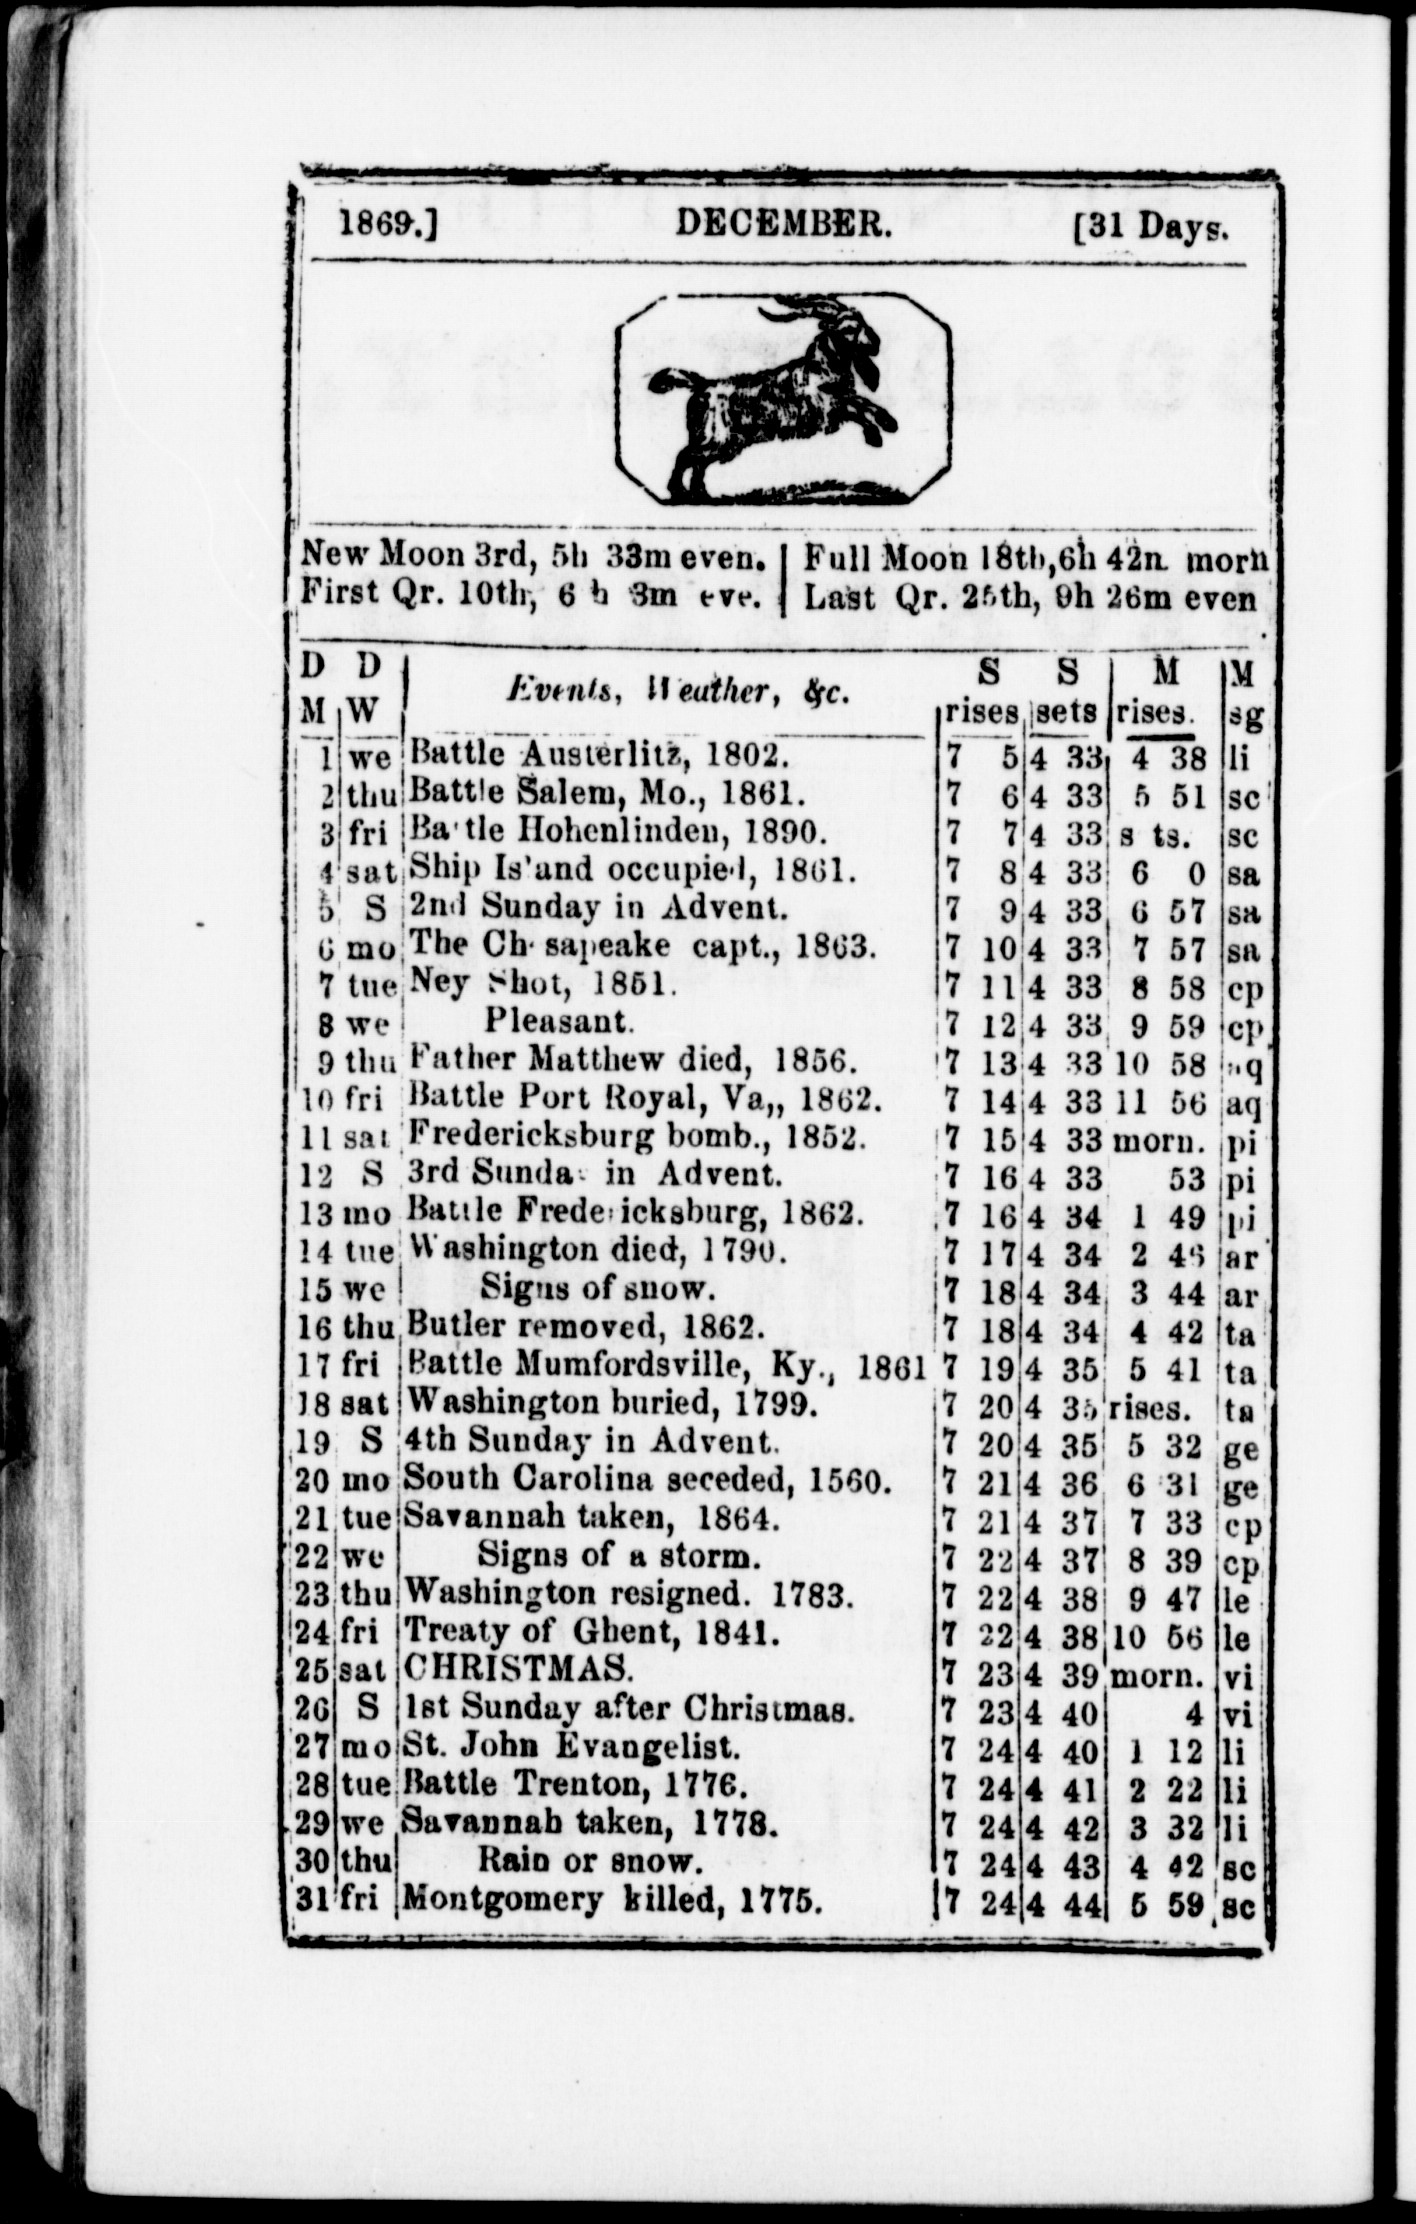 1869.] DECEMBER. [31 Days.
New Moon 3rd, 5h 33m even. | Full Moon 18th, 6h 42m morn
First Qr. 10th, 6 h 3m eve. | Last Qr. 25th, 9h 26m even
D D S S M M
Events, Weather, &c.
M W rises sets rises. sg
1 we Battle Austerlitz, 1802. 7 5 4 33 4 38 li
2 thu Battle Salem, Mo., 1861. 7 6 4 33 5 51 sc
3 fri Battle Hohenlinden, 1890. 7 7 4 33 s ts. sc
4 sat Ship Island occupied, 1861. 7 8 4 33 6 0 sa
5 S 2nd Sunday in Advent. 7 9 4 33 6 57 sa
6 mo The Ch sapeake capt., 1863. 7 10 4 33 7 57 sa
7 tue Ney Shot, 1851. 7 11 4 33 8 58 cp
8 we Pleasant. 7 12 4 33 9 59 cp
9 thu Father Matthew died, 1856. 7 13 4 33 10 58 aq
10 fri Battle Port Royal, Va,, 1862. 7 14 4 33 11 56 aq
11 sat Fredericksburg bomb., 1852. 7 15 4 33 morn. pi
12 S 3rd Sunda in Advent. 7 16 4 33 53 pi
13 mo Battle Fredericksburg, 1862. 7 16 4 34 1 49 pi
14 tue Washington died, 1790. 7 17 4 34 2 46 ar
15 we Signs of snow. 7 18 4 34 3 44 ar
16 thu Butler removed, 1862. 7 18 4 34 4 42 ta
17 fri Battle Mumfordsville, Ky., 1861 7 19 4 35 5 41 ta
18 sat Washington buried, 1799. 7 20 4 35 rises. ta
19 S 4th Sunday in Advent. 7 20 4 35 5 32 ge
20 mo South Carolina seceded, 1560. 7 21 4 36 6 31 ge
21 tue Savannah taken, 1864. 7 21 4 37 7 33 cp
22 we Signs of a storm. 7 22 4 37 8 39 cp
23 thu Washington resigned. 1783. 7 22 4 38 9 47 le
24 fri Treaty of Ghent, 1841. 7 22 4 38 10 56 le
25 sat CHRISTMAS. 7 23 4 39 morn. vi
26 S 1st Sunday after Christmas. 7 23 4 40 4 vi
27 mo St. John Evangelist. 7 24 4 40 1 12 li
28 tue Battle Trenton, 1776. 7 24 4 41 2 22 li
29 we Savannah taken, 1778. 7 24 4 42 3 32 li
30 thu Rain or snow. 7 24 4 43 4 42 sc
31 fri Montgomery killed, 1775. 7 24 4 44 5 59 sc